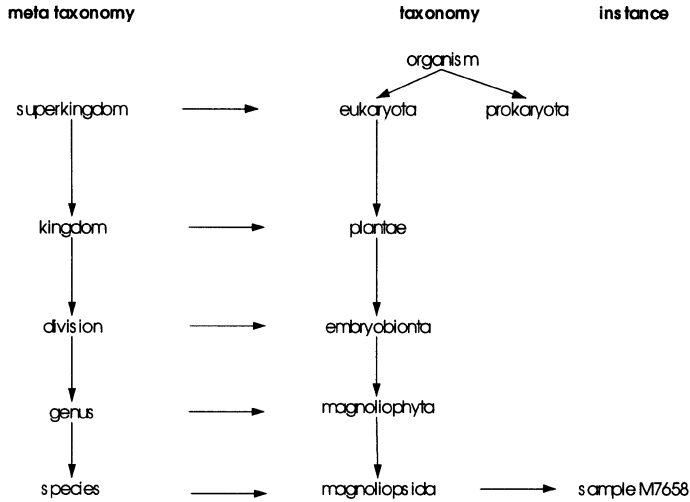 meta taxonomy taxonomy instance
organism
superkingdom eukaryota prokaryota
kingdom plantae
division embryobionta
genus magnoliophyta
species magnoliopsida sample M7658